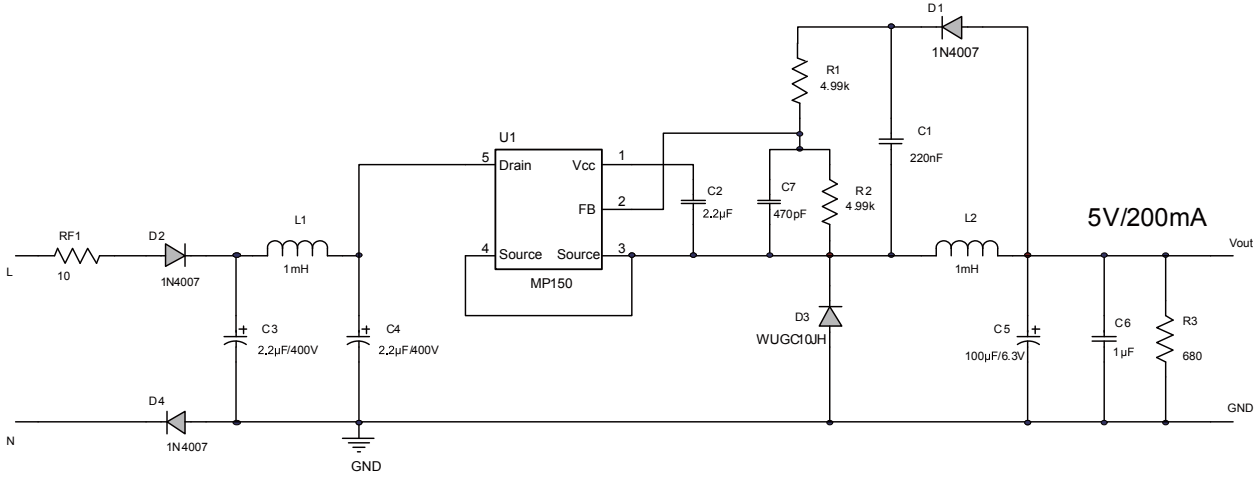 D1
1N4007
R1
4.99k
C1
220nF
U1
5
Drain
Vcc
1
FB
2
4
Source
Source
3
MP150
C2
2.2µF
C7
470pF
R2
4.99k
L2
1mH
5V/200mA
Vout
L
RF1
10
D2
1N4007
L1
1mH
C3
2.2µF/400V
C4
2.2µF/400V
D3
WUGC10JH
C5
100µF/6.3V
C6
1µF
R3
680
N
D4
1N4007
GND
GND